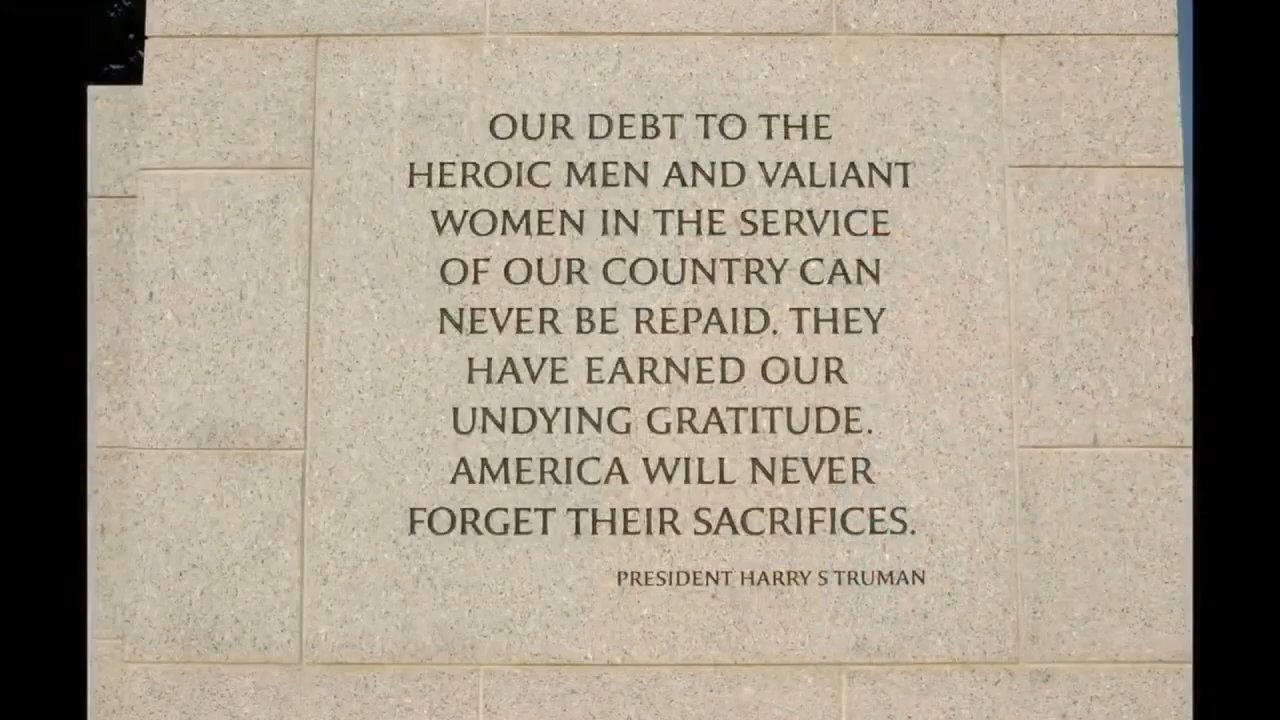 OUR DEBT TO THE
HEROIC MEN AND VALIANT
WOMEN IN THE SERVICE
OF OUR COUNTRY CAN
NEVER BE REPAID. THEY
HAVE EARNED OUR
UNDYING GRATITUDE.
AMERICA WILL NEVER
FORGET THEIR SACRIFICES.
PRESIDENT HARRY S TRUMAN